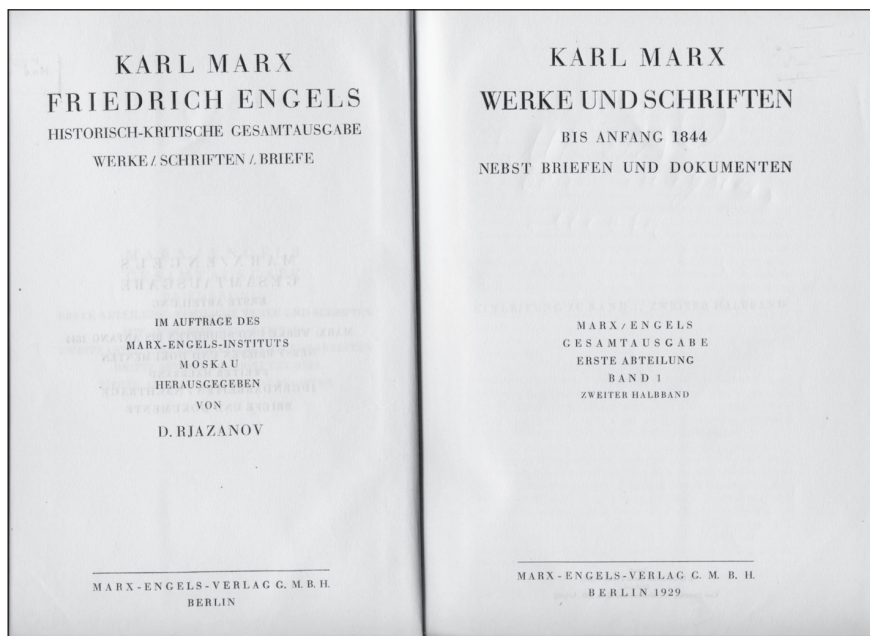 KARL MARX
FRIEDRICH ENGELS
HISTORISCH-KRITISCHE GESAMTAUSGABE
WERKE / SCHRIFTEN / BRIEFE
IM AUFTRAGE DES
MARX-ENGELS-INSTITUTS
MOSKAU
HERAUSGEGEBEN
VON
D. RJAZANOV
MARX-ENGELS-VERLAG G. M. B. H.
BERLIN
KARL MARX
WERKE UND SCHRIFTEN
BIS ANFANG 1844
NEBST BRIEFEN UND DOKUMENTEN
MARX / ENGELS
GESAMTAUSGABE
ERSTE ABTEILUNG
BAND 1
ZWEITER HALBBAND
MARX-ENGELS-VERLAG G. M. B. H.
BERLIN 1929